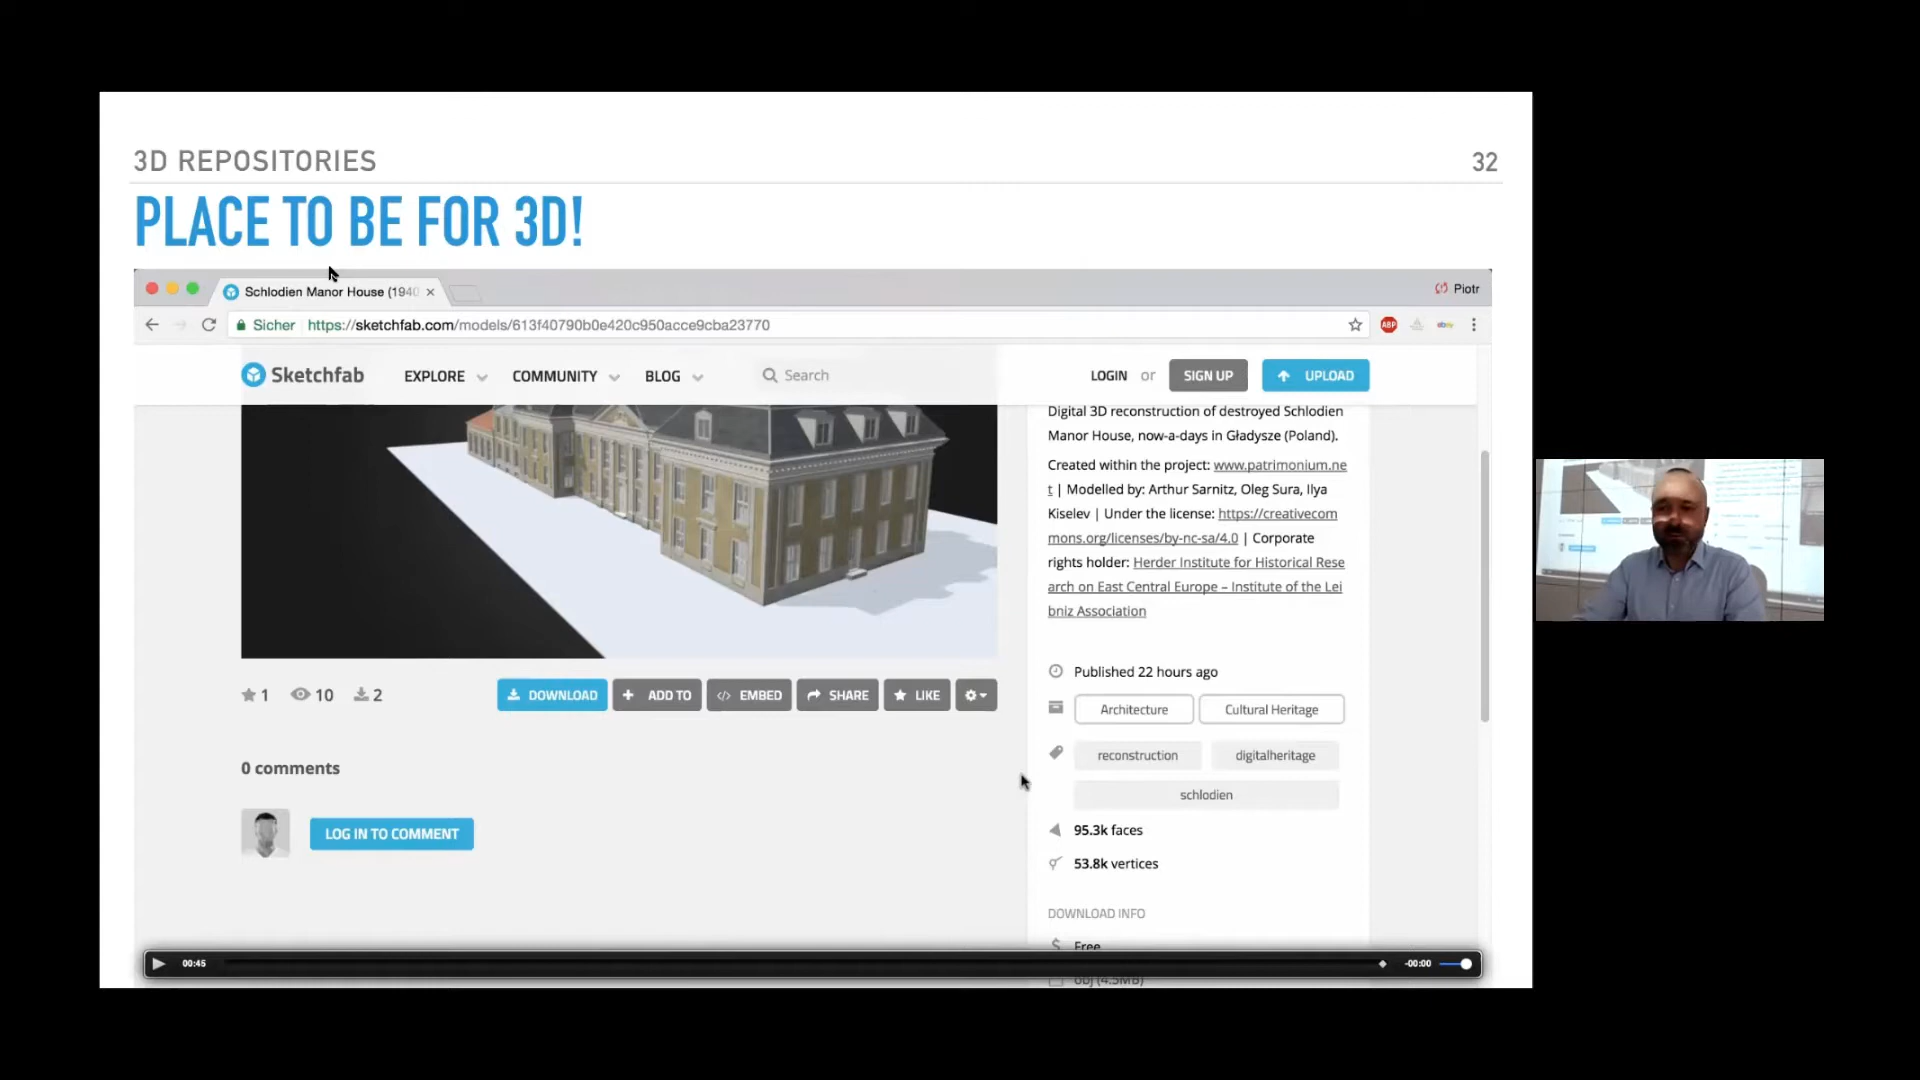 3D REPOSITORIES
32
PLACE TO BE FOR 3D!
Schlodien Manor House (1940
Piotr
Sicher
https://sketchfab.com/models/613f40790b0e420c950acce9cba23770
ABP
ebay
Sketchfab
EXPLORE
COMMUNITY
BLOG
Search
LOGIN or
SIGN UP
UPLOAD
Digital 3D reconstruction of destroyed Schlodien
Manor House, now-a-days in Gładysze (Poland).
Created within the project: www.patrimonium.ne
t | Modelled by: Arthur Sarnitz, Oleg Sura, Ilya
Kiselev | Under the license: https://creativecom
mons.org/licenses/by-nc-sa/4.0 | Corporate
rights holder: Herder Institute for Historical Rese
arch on East Central Europe – Institute of the Lei
bniz Association
1
10
2
DOWNLOAD
ADD TO
EMBED
SHARE
LIKE
Published 22 hours ago
Architecture
Cultural Heritage
reconstruction
digitalheritage
schlodien
0 comments
LOG IN TO COMMENT
95.3k faces
53.8k vertices
DOWNLOAD INFO
Free
obj (4.5MB)
00:45
-00:00